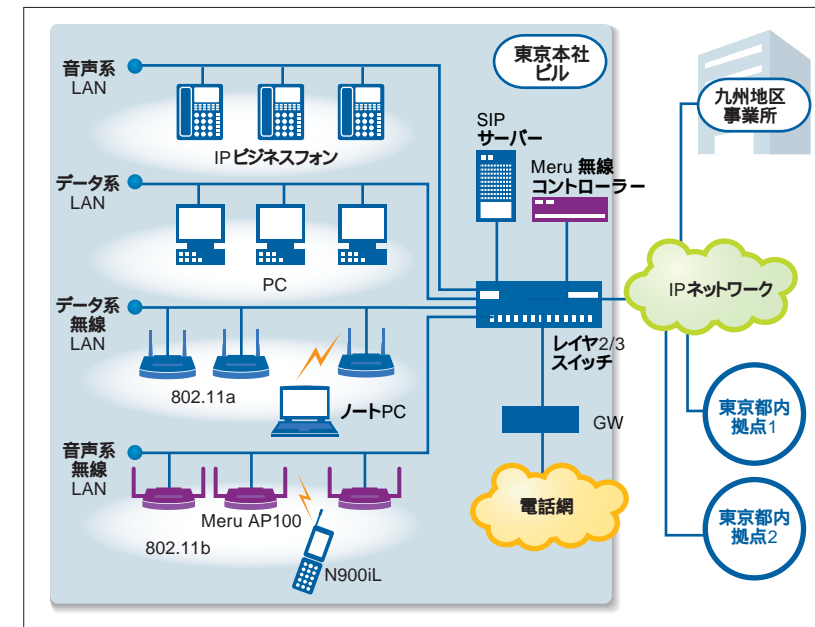 東京本社
ビル
音声系
LAN
IPビジネスフォン
SIP
サーバー
Meru 無線
コントローラー
九州地区
事業所
データ系
LAN
PC
IPネットワーク
データ系
無線
LAN
802.11a
ノートPC
レイヤ2/3
スイッチ
GW
東京都内
拠点1
音声系
無線
LAN
Meru AP100
802.11b
N900iL
電話網
東京都内
拠点2